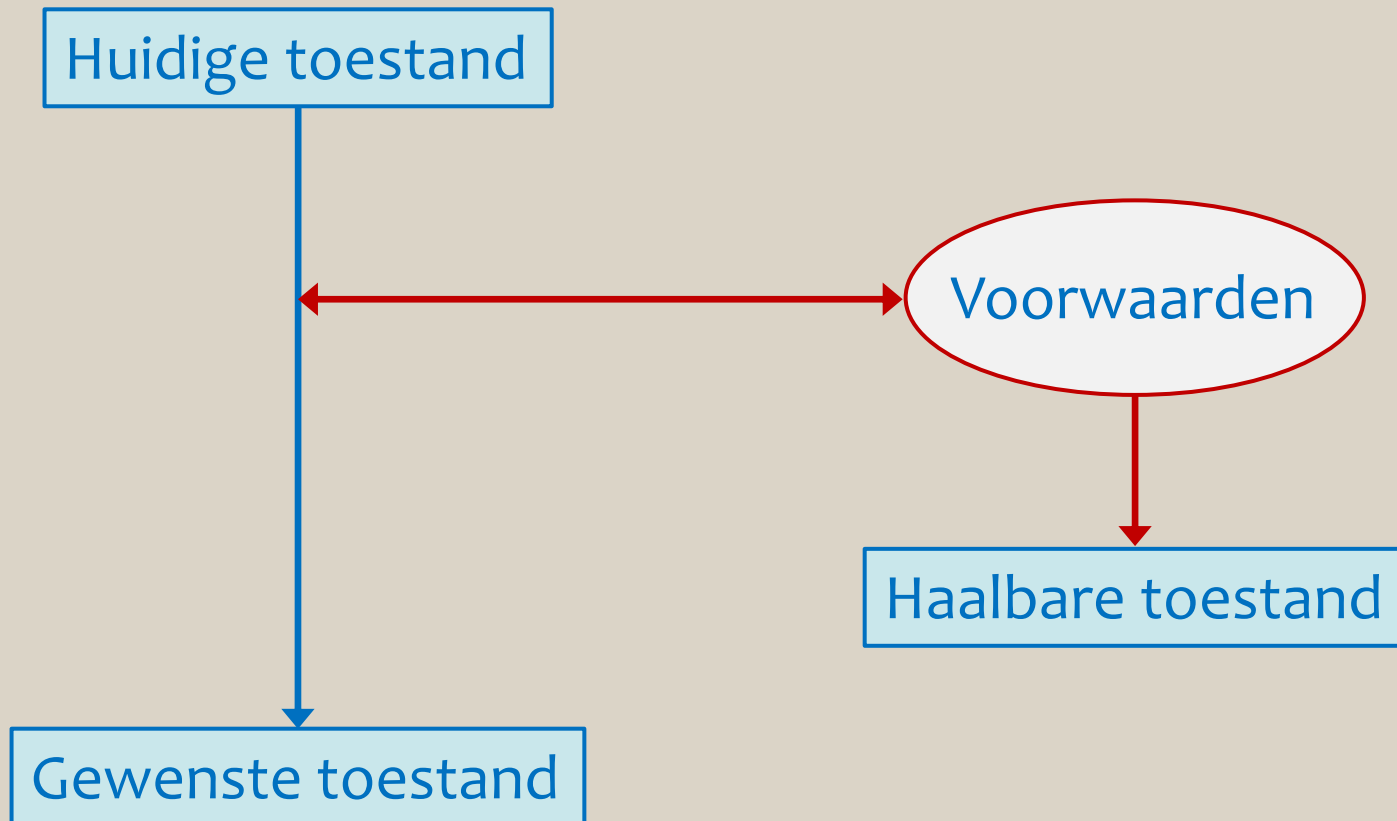 Huidige toestand
Voorwaarden
Haalbare toestand
Gewenste toestand